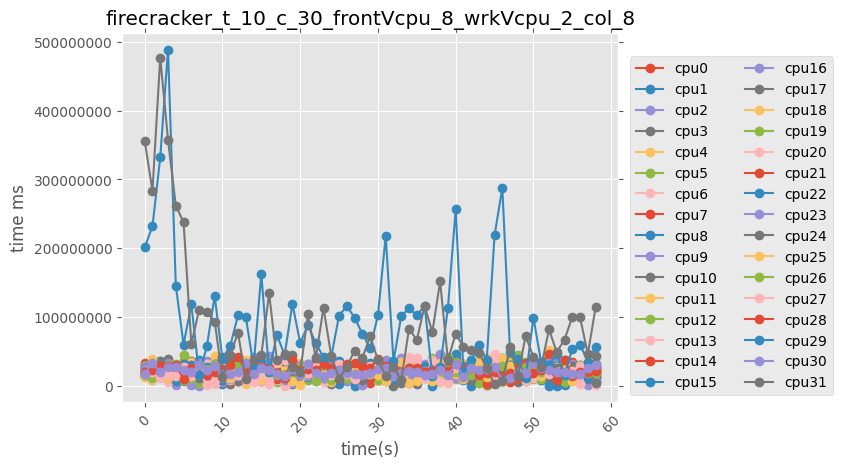 firecracker_t_10_c_30_frontVcpu_8_wrkVcpu_2_col_8
500000000
400000000
300000000
200000000
100000000
0
time ms
0 10 20 30 40 50 60
time(s)
cpu0 cpu16
cpu1 cpu17
cpu2 cpu18
cpu3 cpu19
cpu4 cpu20
cpu5 cpu21
cpu6 cpu22
cpu7 cpu23
cpu8 cpu24
cpu9 cpu25
cpu10 cpu26
cpu11 cpu27
cpu12 cpu28
cpu13 cpu29
cpu14 cpu30
cpu15 cpu31